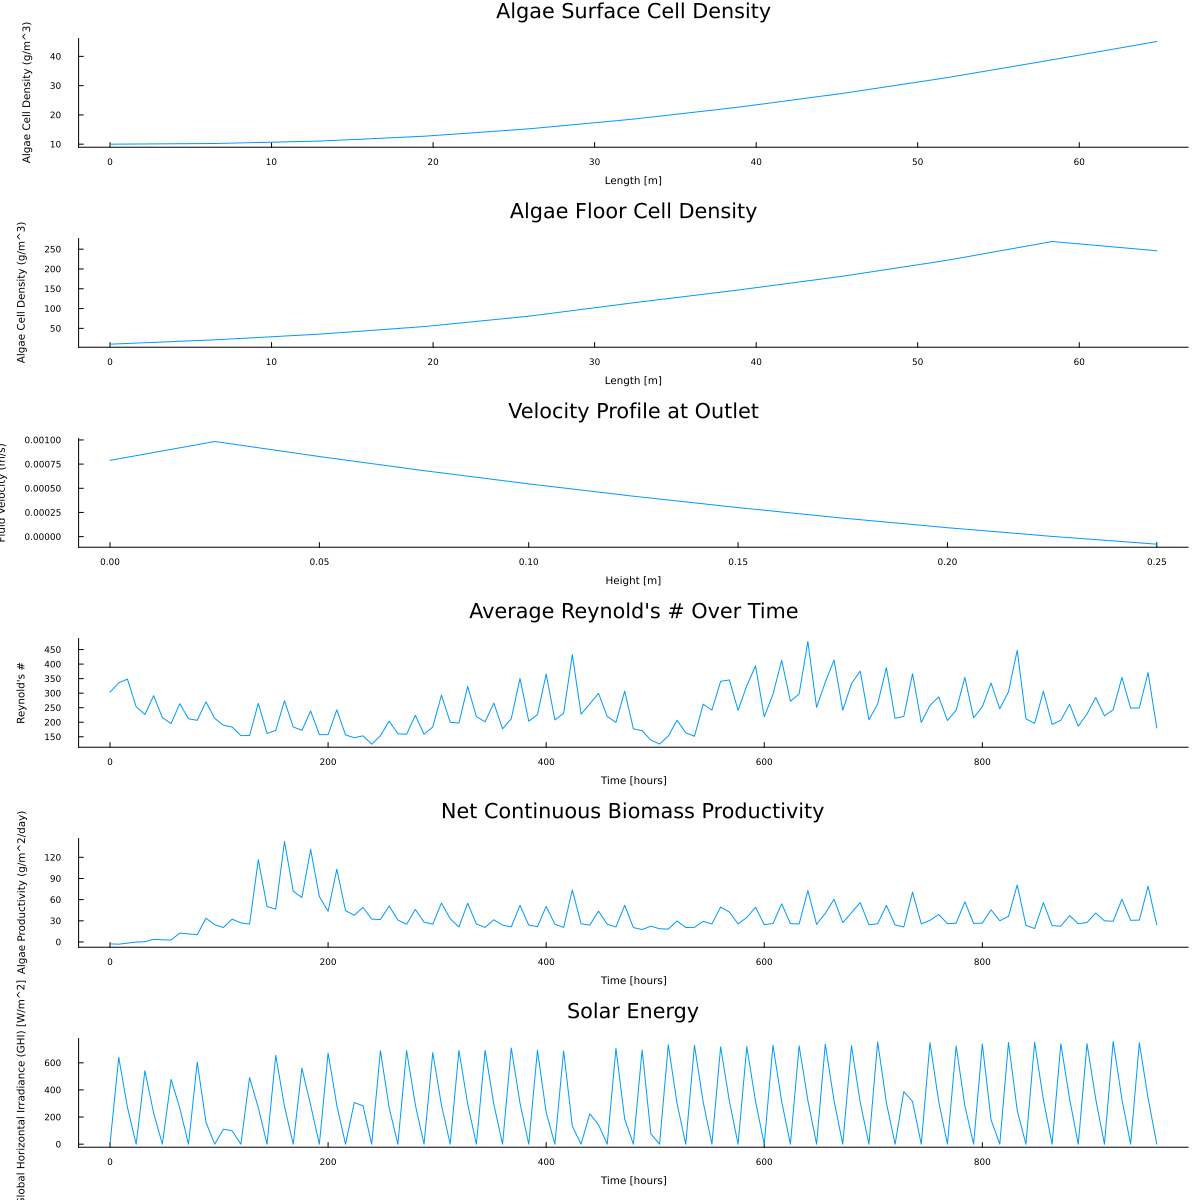 Algae Surface Cell Density
Algae Cell Density (g/m^3)
40
30
20
10
0 10 20 30 40 50 60
Length [m]
Algae Floor Cell Density
Algae Cell Density (g/m^3)
250
200
150
100
50
0 10 20 30 40 50 60
Length [m]
Velocity Profile at Outlet
Fluid Velocity (m/s)
0.00100
0.00075
0.00050
0.00025
0.00000
0.00 0.05 0.10 0.15 0.20 0.25
Height [m]
Average Reynold's # Over Time
Reynold's #
450
400
350
300
250
200
150
0 200 400 600 800
Time [hours]
Net Continuous Biomass Productivity
Algae Productivity (g/m^2/day)
120
90
60
30
0
0 200 400 600 800
Time [hours]
Solar Energy
Global Horizontal Irradiance (GHI) [W/m^2]
600
400
200
0
0 200 400 600 800
Time [hours]